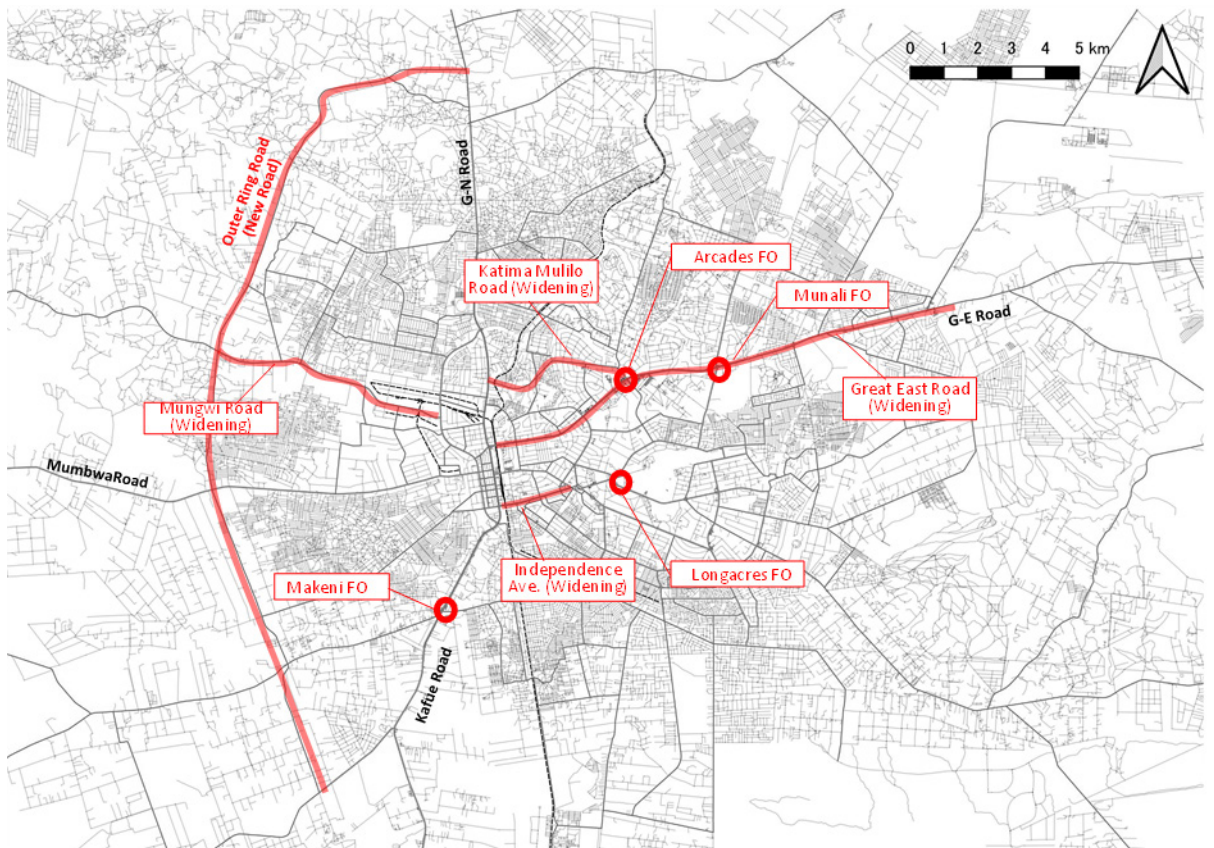 0 1 2 3 4 5 km
Outer Ring Road
(New Road)
G-N Road
Arcades FO
Katima Mulilo
Road (Widening)
Munali FO
G-E Road
Great East Road
(Widening)
Mungwi Road
(Widening)
MumbwaRoad
Independence
Ave. (Widening)
Longacres FO
Makeni FO
Kafue Road